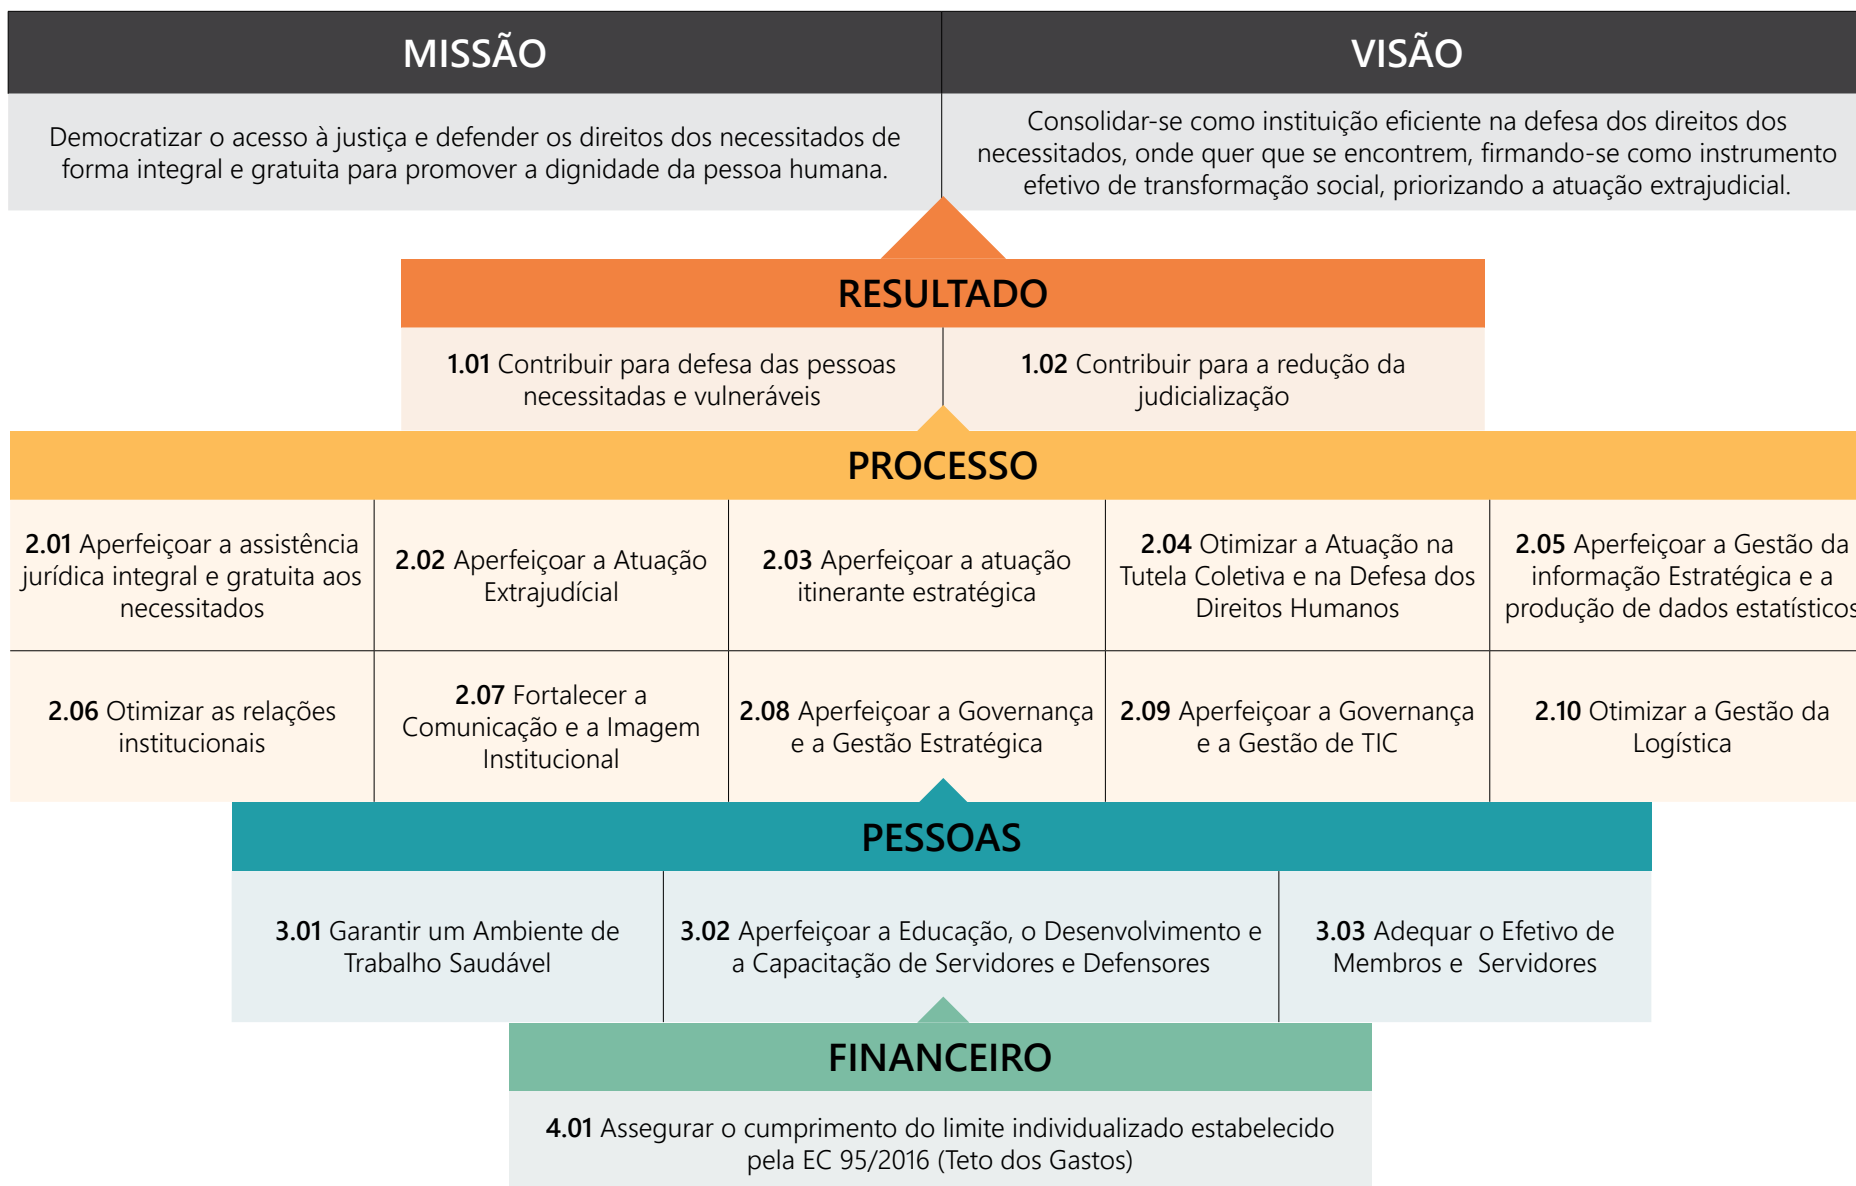 MISSÃO
VISÃO
Democratizar o acesso à justiça e defender os direitos dos necessitados de
forma integral e gratuita para promover a dignidade da pessoa humana.
Consolidar-se como instituição eficiente na defesa dos direitos dos
necessitados, onde quer que se encontrem, firmando-se como instrumento
efetivo de transformação social, priorizando a atuação extrajudicial.
RESULTADO
1.01 Contribuir para defesa das pessoas
necessitadas e vulneráveis
1.02 Contribuir para a redução da
judicialização
PROCESSO
2.01 Aperfeiçoar a assistência
jurídica integral e gratuita aos
necessitados
2.02 Aperfeiçoar a Atuação
Extrajudícial
2.03 Aperfeiçoar a atuação
itinerante estratégica
2.04 Otimizar a Atuação na
Tutela Coletiva e na Defesa dos
Direitos Humanos
2.05 Aperfeiçoar a Gestão da
informação Estratégica e a
produção de dados estatísticos
2.06 Otimizar as relações
institucionais
2.07 Fortalecer a
Comunicação e a Imagem
Institucional
2.08 Aperfeiçoar a Governança
e a Gestão Estratégica
2.09 Aperfeiçoar a Governança
e a Gestão de TIC
2.10 Otimizar a Gestão da
Logística
PESSOAS
3.01 Garantir um Ambiente de
Trabalho Saudável
3.02 Aperfeiçoar a Educação, o Desenvolvimento e
a Capacitação de Servidores e Defensores
3.03 Adequar o Efetivo de
Membros e  Servidores
FINANCEIRO
4.01 Assegurar o cumprimento do limite individualizado estabelecido
pela EC 95/2016 (Teto dos Gastos)